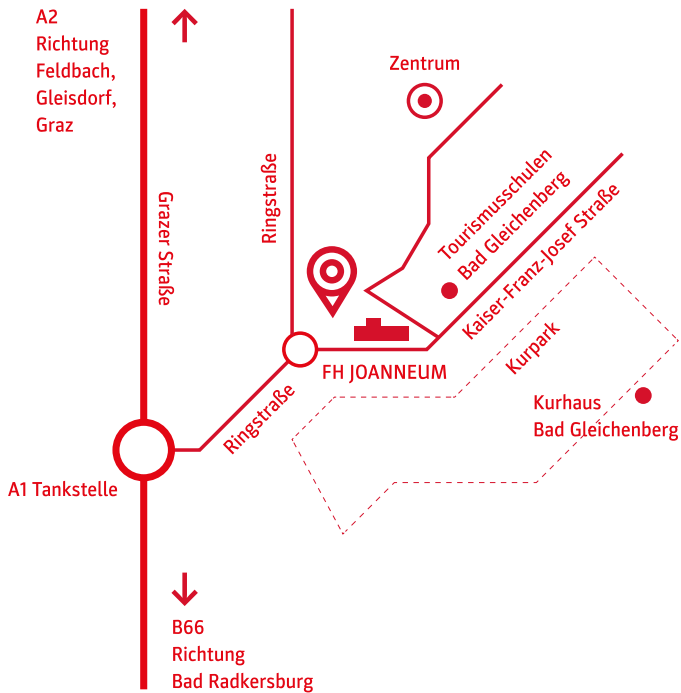 A2
Richtung
Feldbach,
Gleisdorf,
Graz
Zentrum
Ringstraße
Grazer Straße
Tourismusschulen
Bad Gleichenberg
Kaiser-Franz-Josef Straße
FH JOANNEUM
Kurpark
Ringstraße
Kurhaus
Bad Gleichenberg
A1 Tankstelle
B66
Richtung
Bad Radkersburg